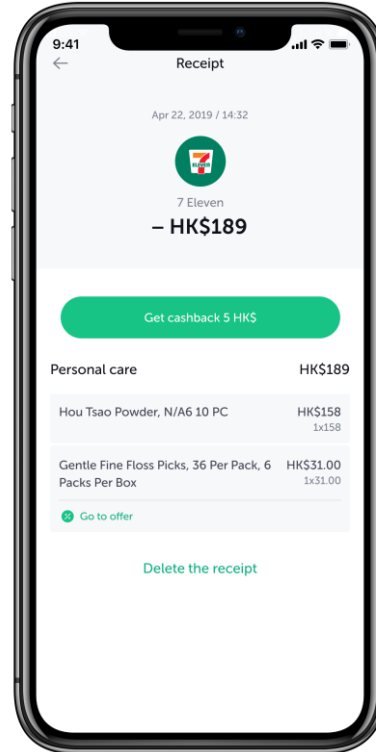 9:41
Receipt
Apr 22, 2019 / 14:32
7
ELEVEN
7 Eleven
– HK$189
Get cashback 5 HK$
Personal care HK$189
Hou Tsao Powder, N/A6 10 PC HK$158
1x158
Gentle Fine Floss Picks, 36 Per Pack, 6 HK$31.00
Packs Per Box 1x31.00
Go to offer
Delete the receipt